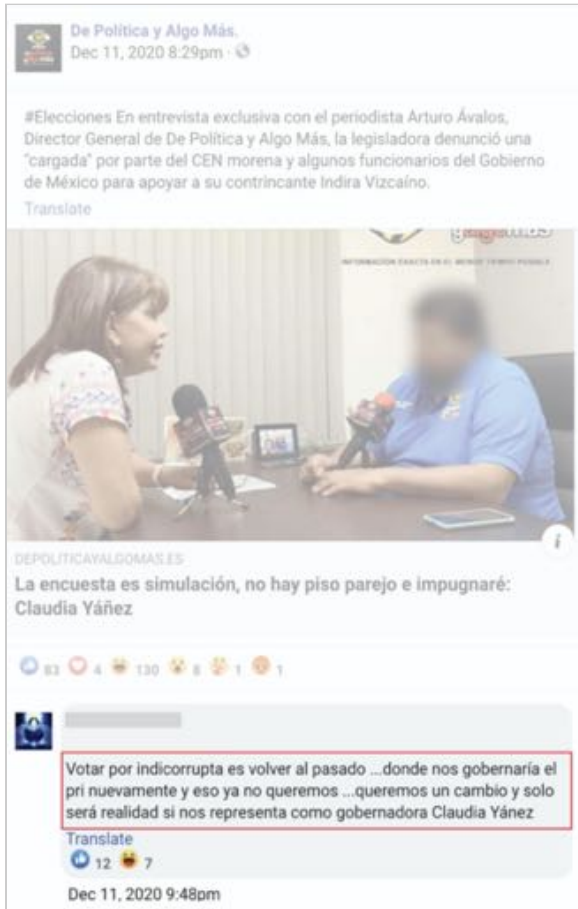 De Política y Algo Más.
Dec 11, 2020 8:29pm ·
#Elecciones En entrevista exclusiva con el periodista Arturo Ávalos,
Director General de De Política y Algo Más, la legisladora denunció una
"cargada" por parte del CEN morena y algunos funcionarios del Gobierno
de México para apoyar a su contrincante Indira Vizcaíno.
Translate
INFORMACIÓN EXACTA EN EL MENOR TIEMPO POSIBLE
DEPOLITICAYALGOMAS.ES
La encuesta es simulación, no hay piso parejo e impugnaré:
Claudia Yáñez
83 4 130 8 1 1
Votar por indicorrupta es volver al pasado ...donde nos gobernaría el
pri nuevamente y eso ya no queremos ...queremos un cambio y solo
será realidad si nos representa como gobernadora Claudia Yánez
Translate
12 7
Dec 11, 2020 9:48pm